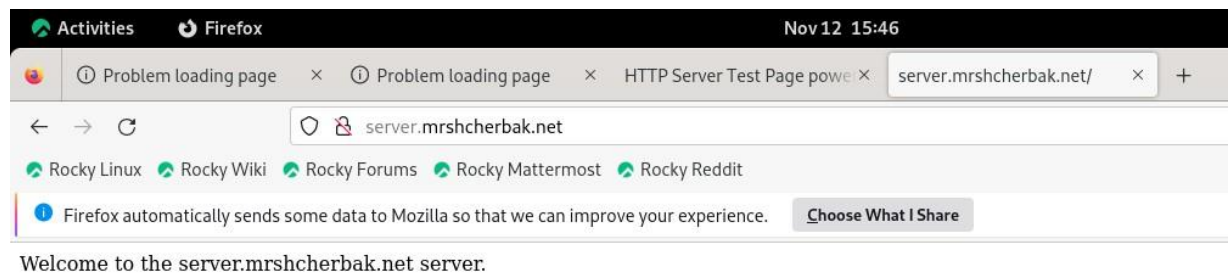 Activities Firefox Nov 12 15:46
Problem loading page × Problem loading page × HTTP Server Test Page powe × server.mrshcherbak.net/ × +
server.mrshcherbak.net
Rocky Linux Rocky Wiki Rocky Forums Rocky Mattermost Rocky Reddit
Firefox automatically sends some data to Mozilla so that we can improve your experience. Choose What I Share
Welcome to the server.mrshcherbak.net server.